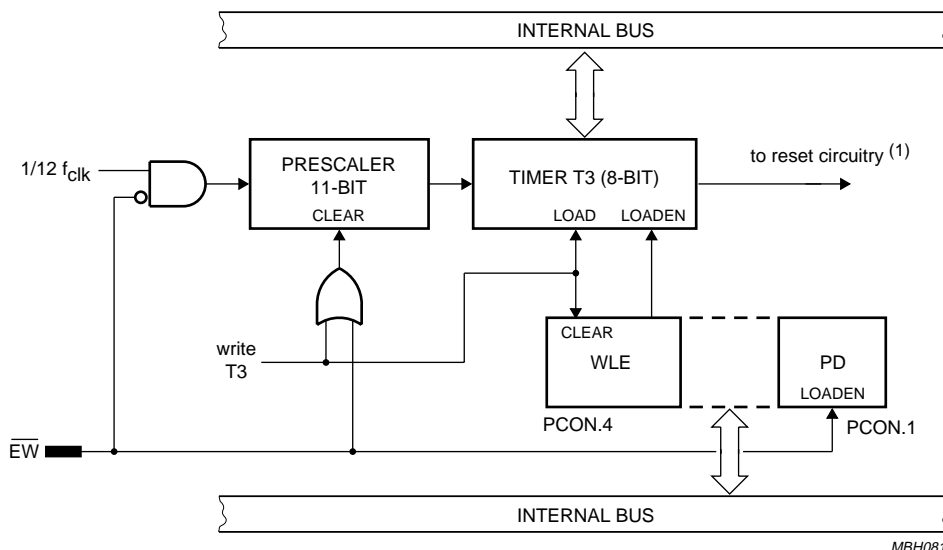 INTERNAL BUS
1/12 fclk
PRESCALER
11-BIT
CLEAR
TIMER T3 (8-BIT)
LOAD LOADEN
to reset circuitry (1)
write
T3
CLEAR
WLE
PCON.4
PD
LOADEN
PCON.1
EW
INTERNAL BUS
MBH081